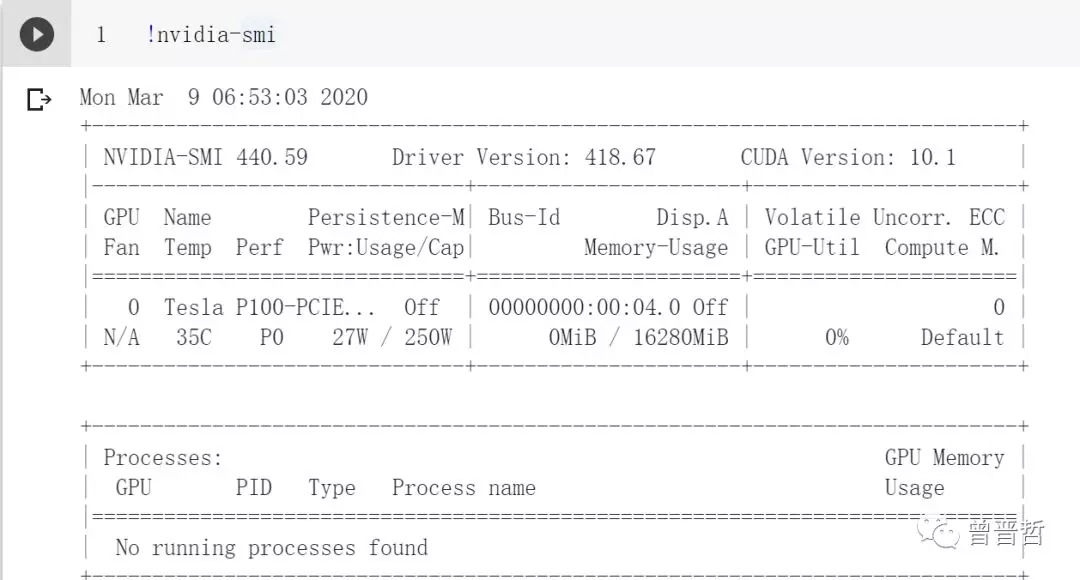 1 !nvidia-smi
Mon Mar  9 06:53:03 2020
+-----------------------------------------------------------------------------+
| NVIDIA-SMI 440.59       Driver Version: 418.67       CUDA Version: 10.1     |
|-------------------------------+----------------------+----------------------+
| GPU  Name        Persistence-M| Bus-Id        Disp.A | Volatile Uncorr. ECC |
| Fan  Temp  Perf  Pwr:Usage/Cap|         Memory-Usage | GPU-Util  Compute M. |
|===============================+======================+======================|
|   0  Tesla P100-PCIE...  Off  | 00000000:00:04.0 Off |                    0 |
| N/A   35C    P0    27W / 250W |      0MiB / 16280MiB |      0%      Default |
+-------------------------------+----------------------+----------------------+
+-----------------------------------------------------------------------------+
| Processes:                                                       GPU Memory |
|  GPU       PID   Type   Process name                             Usage      |
|=============================================================================|
|  No running processes found                                                 |
+-----------------------------------------------------------------------------+
曾晋哲